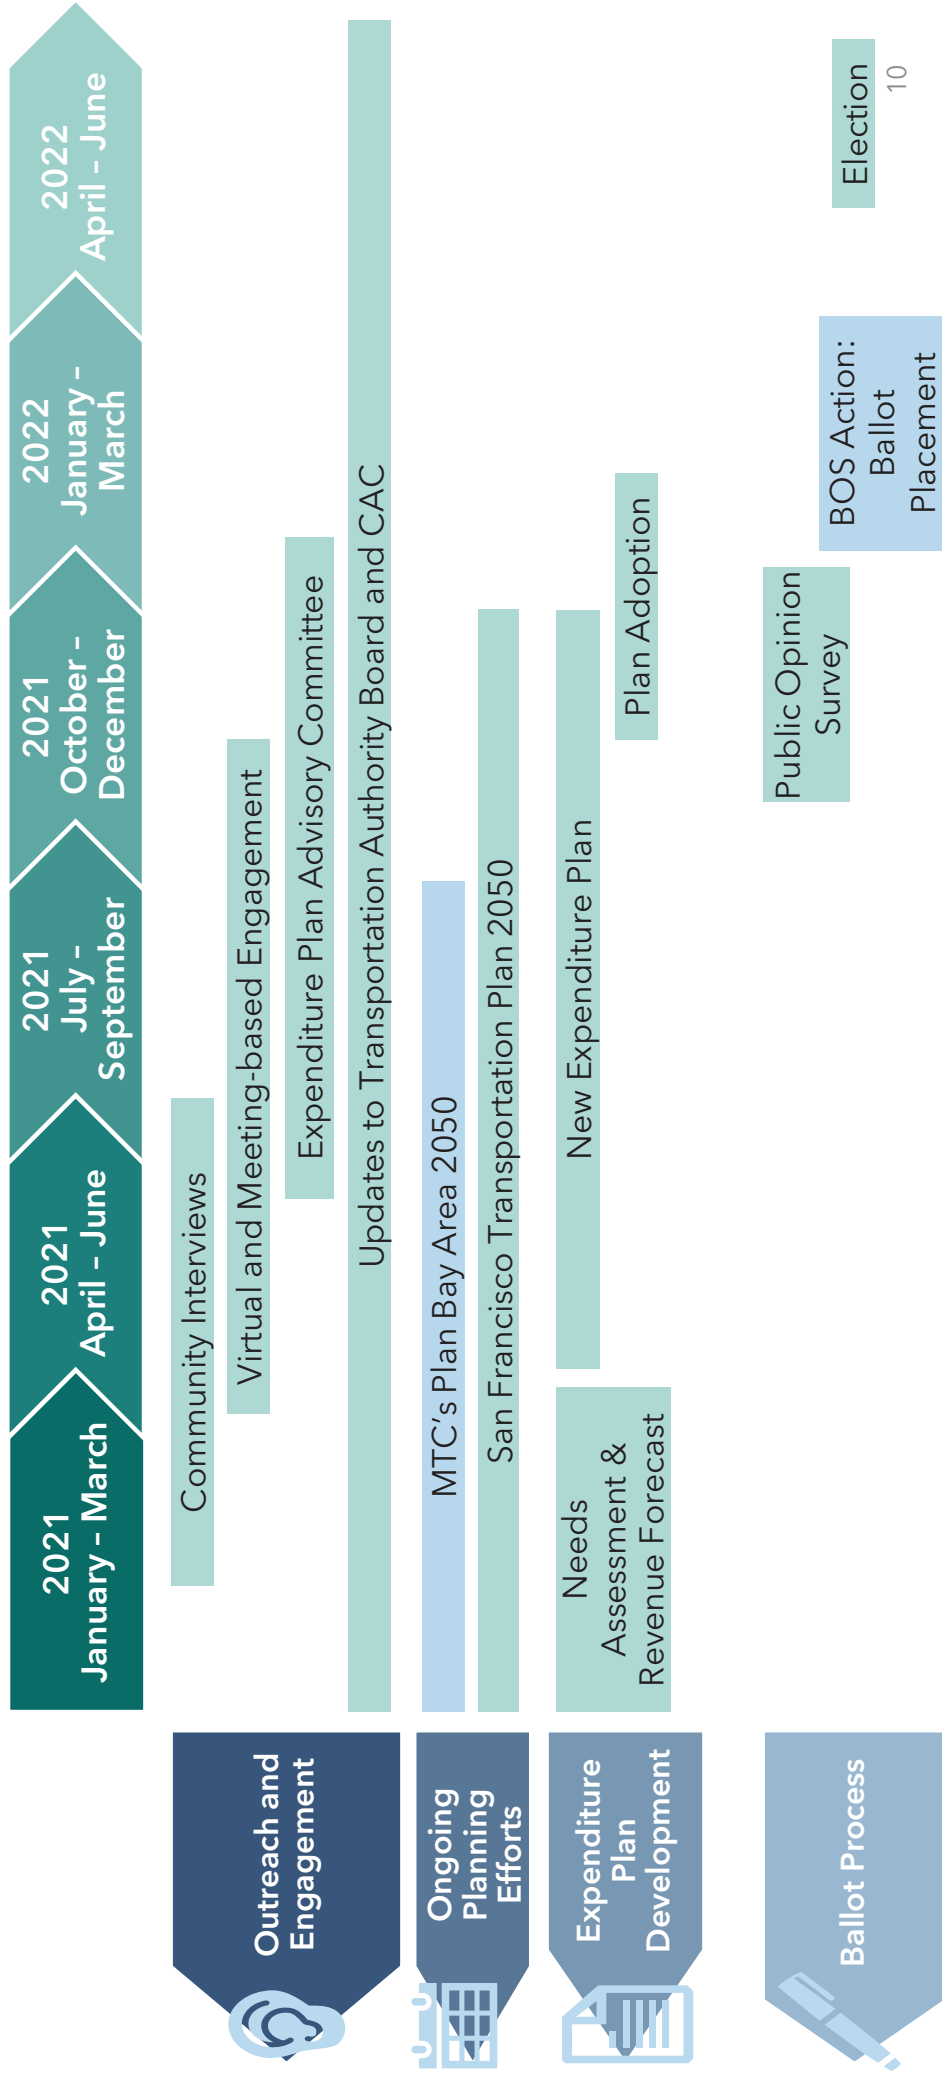 2021
January – March
2021
April – June
2021
July –
September
2021
October –
December
2022
January –
March
2022
April – June
Outreach and
Engagement
Community Interviews
Virtual and Meeting-based Engagement
Expenditure Plan Advisory Committee
Updates to Transportation Authority Board and CAC
Ongoing
Planning
Efforts
MTC's Plan Bay Area 2050
San Francisco Transportation Plan 2050
Expenditure
Plan
Development
Needs
Assessment &
Revenue Forecast
New Expenditure Plan
Plan Adoption
Ballot Process
Public Opinion
Survey
BOS Action:
Ballot
Placement
Election
10